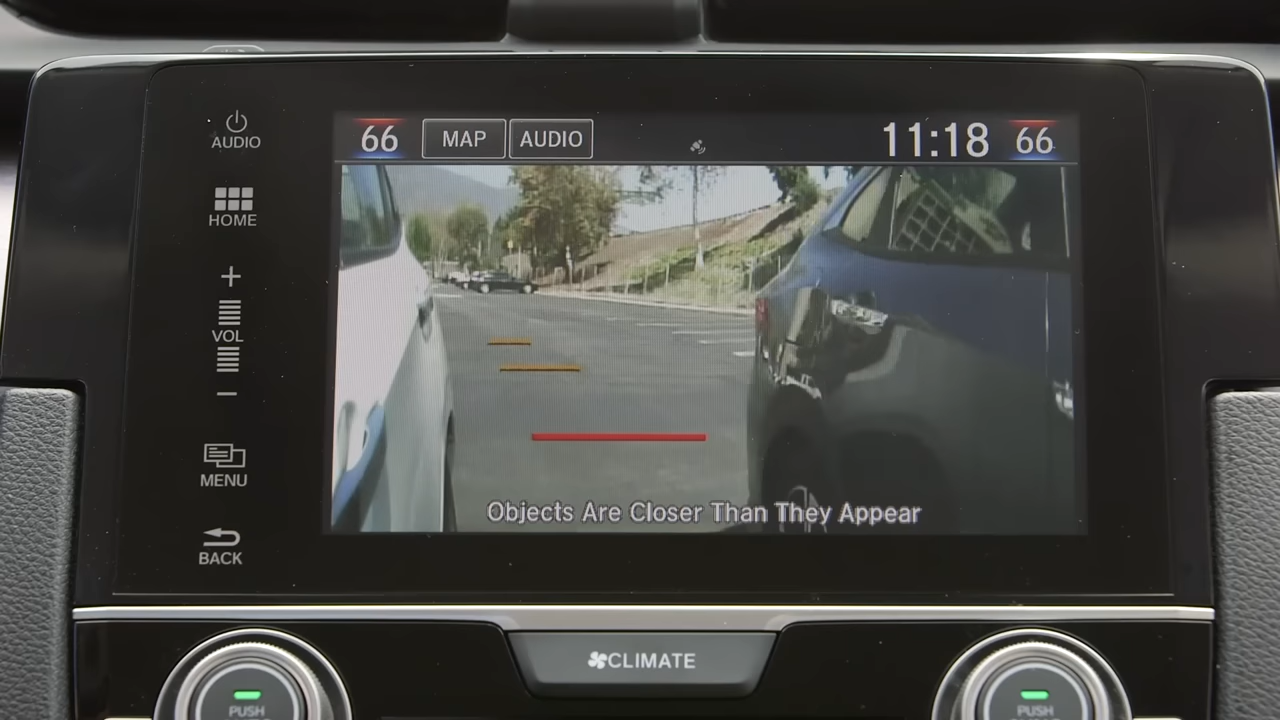 AUDIO
HOME
VOL
MENU
BACK
66 MAP AUDIO 11:18 66
Objects Are Closer Than They Appear
CLIMATE
PUSH
PUSH